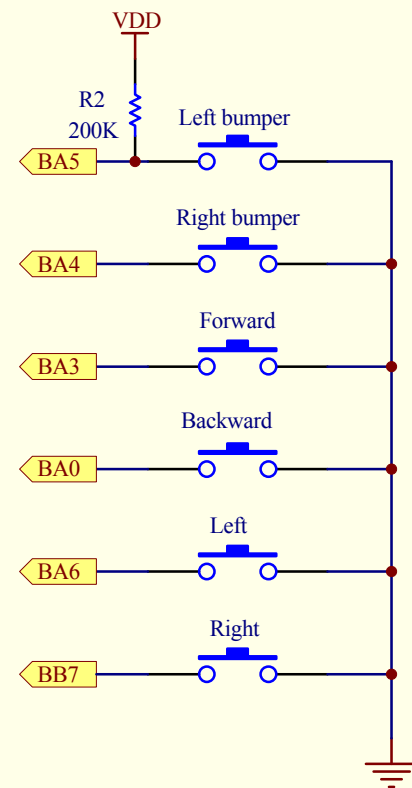 VDD
R2
200K
Left bumper
BA5
Right bumper
BA4
Forward
BA3
Backward
BA0
Left
BA6
Right
BB7